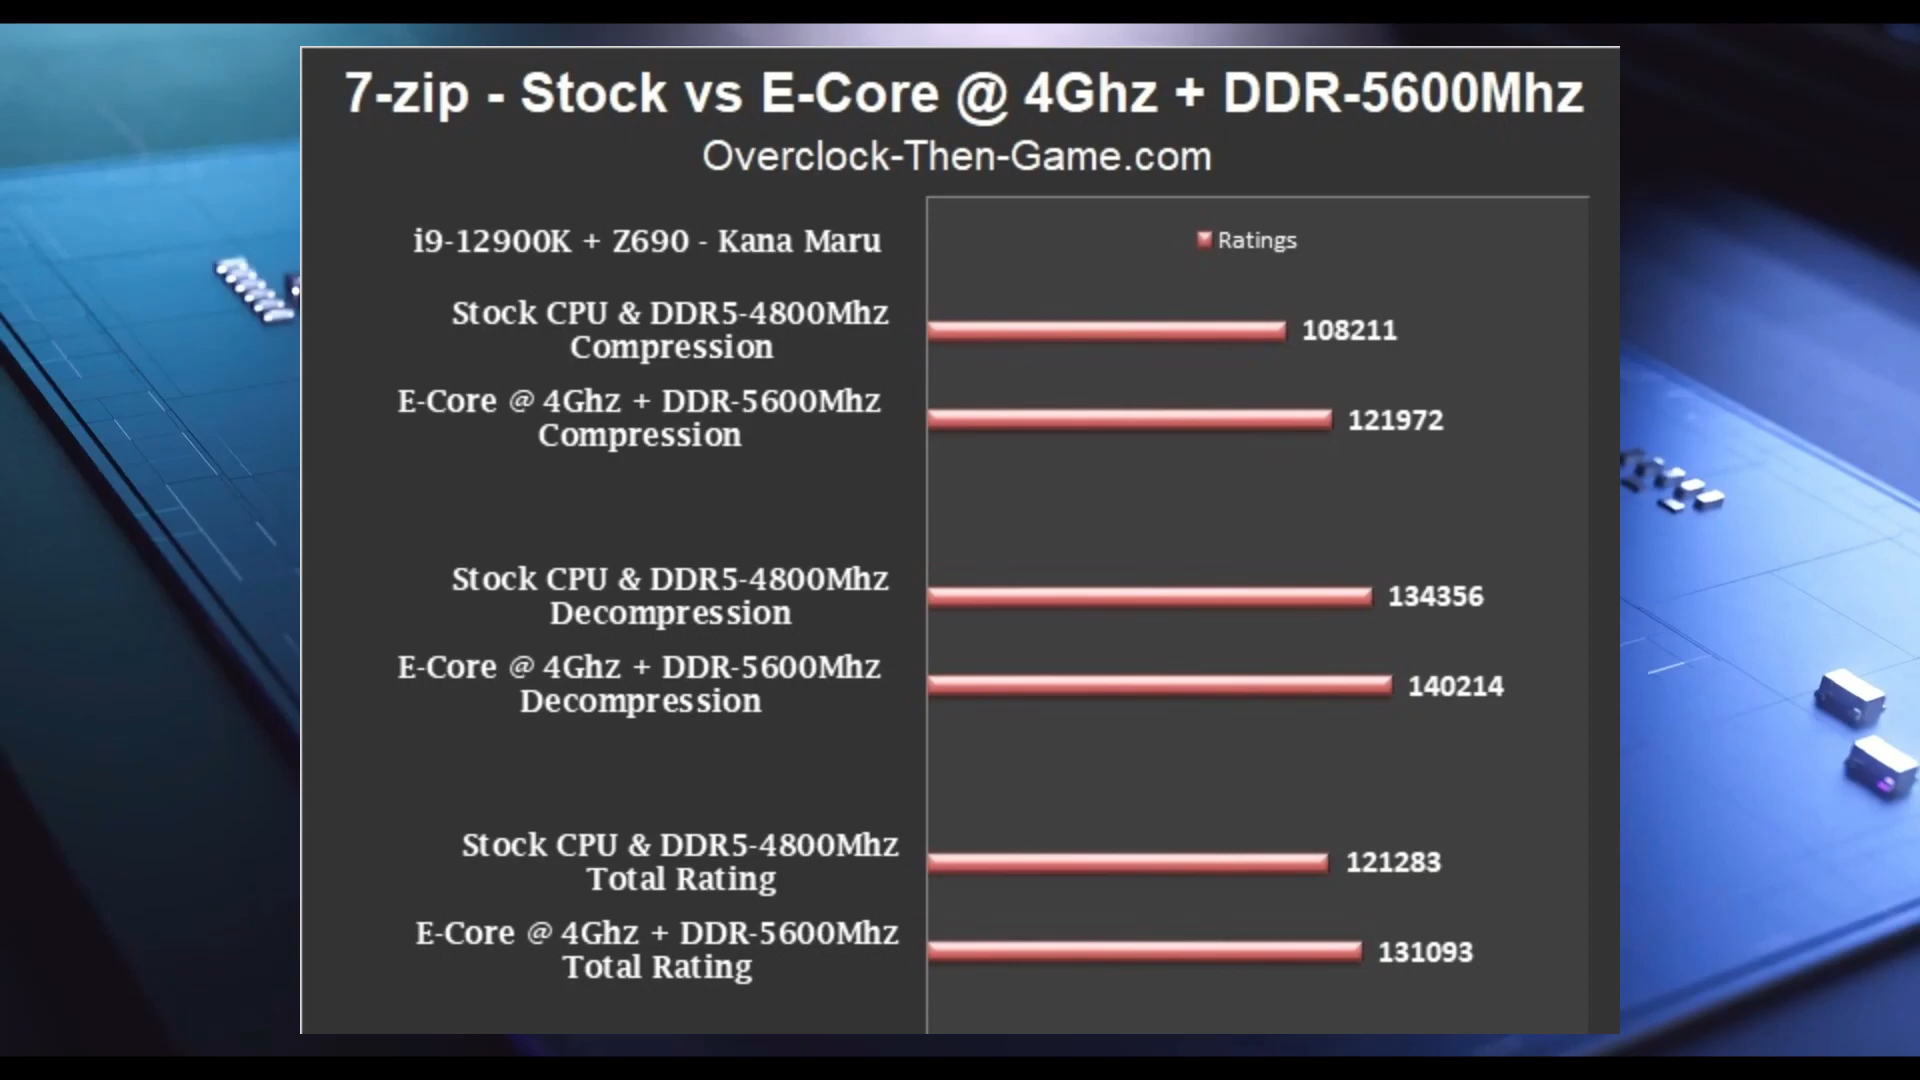 7-zip - Stock vs E-Core @ 4Ghz + DDR-5600Mhz
Overclock-Then-Game.com
i9-12900K + Z690 - Kana Maru
Ratings
Stock CPU & DDR5-4800Mhz
Compression
108211
E-Core @ 4Ghz + DDR-5600Mhz
Compression
121972
Stock CPU & DDR5-4800Mhz
Decompression
134356
E-Core @ 4Ghz + DDR-5600Mhz
Decompression
140214
Stock CPU & DDR5-4800Mhz
Total Rating
121283
E-Core @ 4Ghz + DDR-5600Mhz
Total Rating
131093